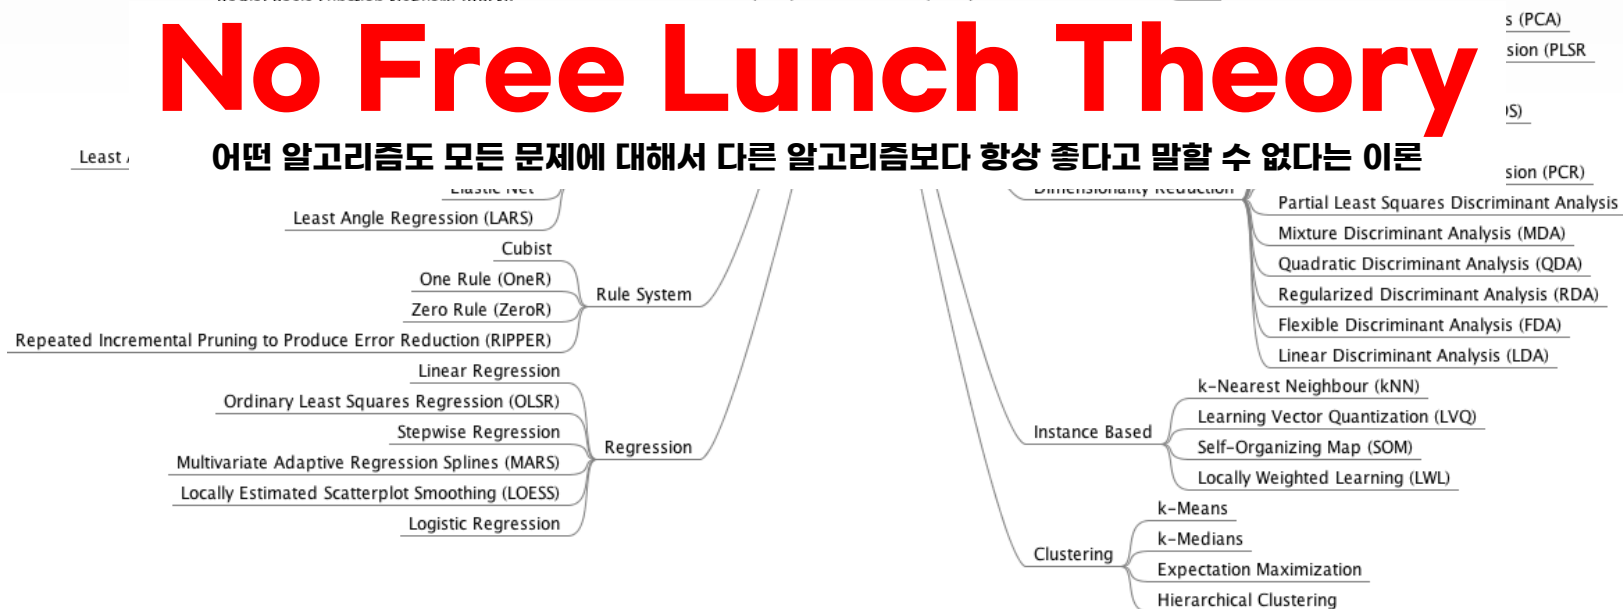 No Free Lunch Theory
어떤 알고리즘도 모든 문제에 대해서 다른 알고리즘보다 항상 좋다고 말할 수 없다는 이론
s (PCA)
sion (PLSR
S)
sion (PCR)
Least
Elastic Net
Least Angle Regression (LARS)
Cubist
One Rule (OneR)
Zero Rule (ZeroR)
Repeated Incremental Pruning to Produce Error Reduction (RIPPER)
Rule System
Linear Regression
Ordinary Least Squares Regression (OLSR)
Stepwise Regression
Multivariate Adaptive Regression Splines (MARS)
Locally Estimated Scatterplot Smoothing (LOESS)
Logistic Regression
Regression
Dimensionality Reduction
Partial Least Squares Discriminant Analysis
Mixture Discriminant Analysis (MDA)
Quadratic Discriminant Analysis (QDA)
Regularized Discriminant Analysis (RDA)
Flexible Discriminant Analysis (FDA)
Linear Discriminant Analysis (LDA)
Instance Based
k-Nearest Neighbour (kNN)
Learning Vector Quantization (LVQ)
Self-Organizing Map (SOM)
Locally Weighted Learning (LWL)
Clustering
k-Means
k-Medians
Expectation Maximization
Hierarchical Clustering